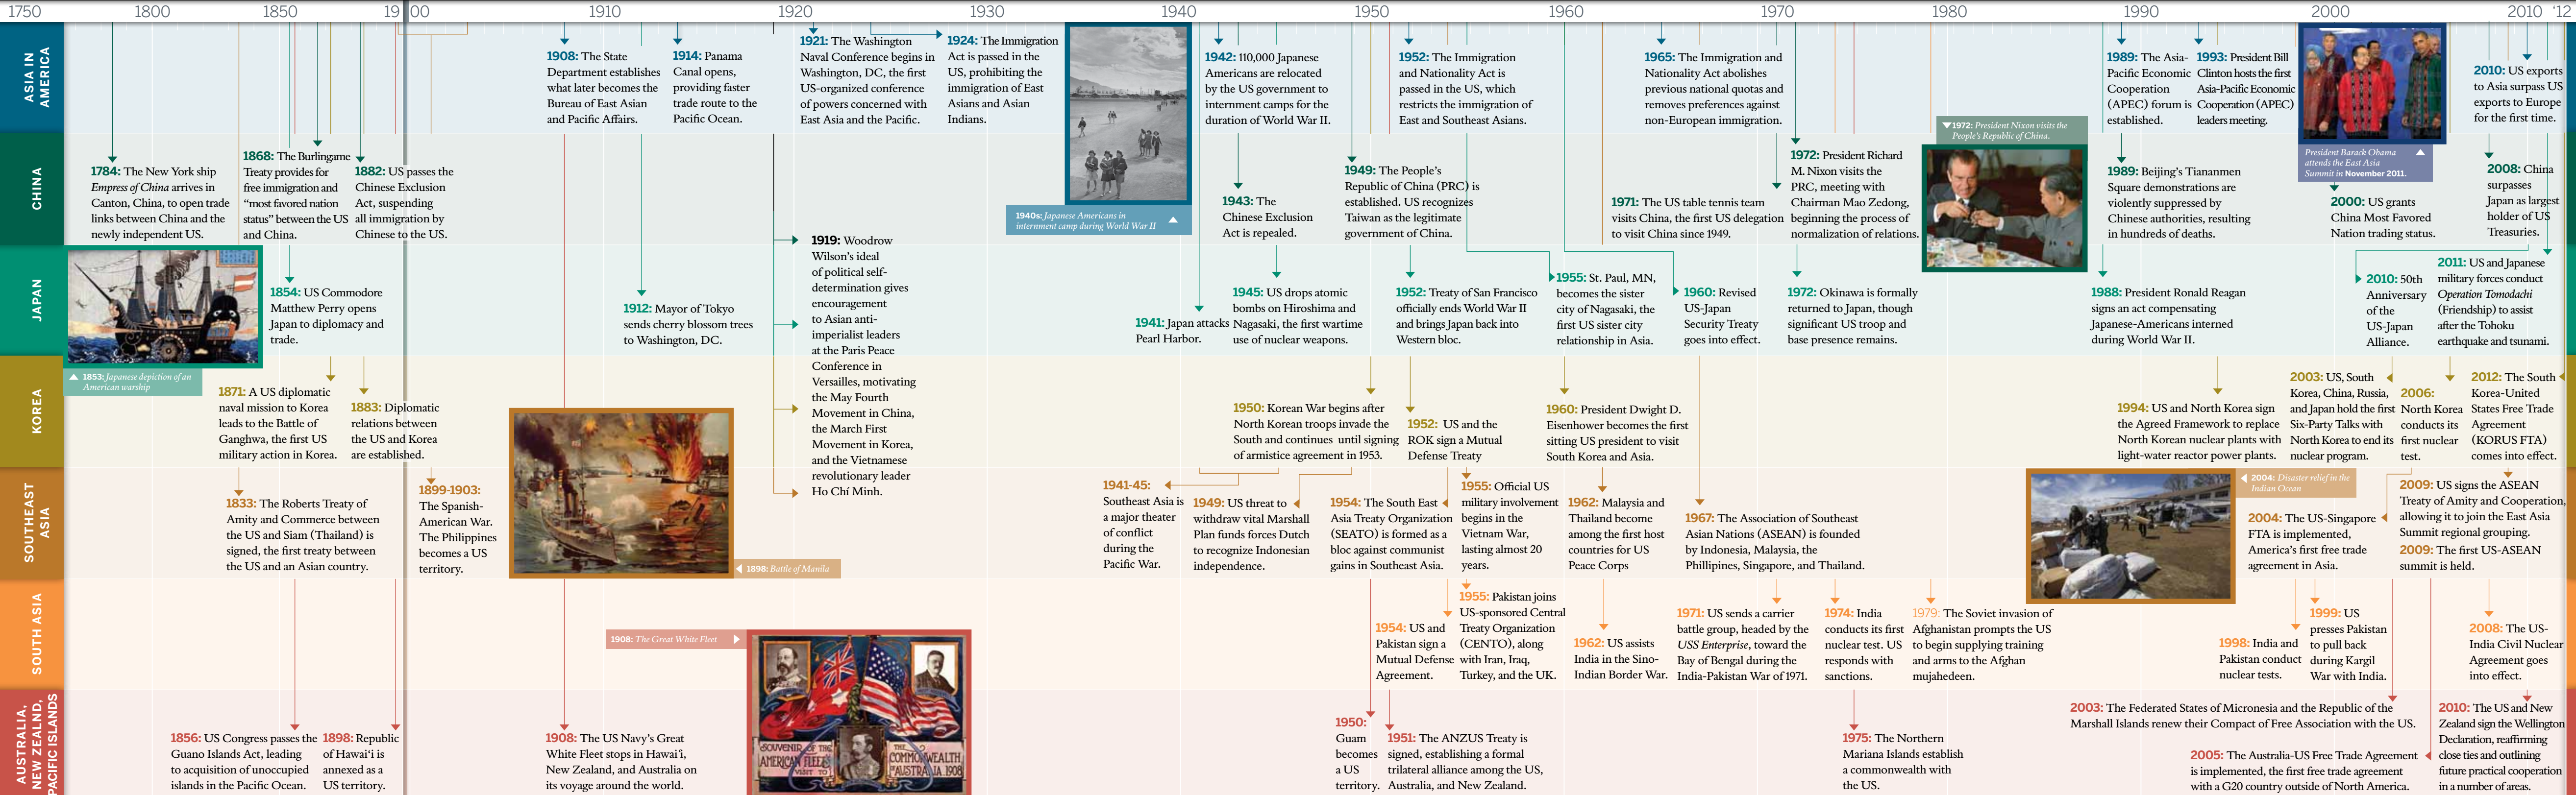 1750 1800 1850 1900 1910 1920 1930 1940 1950 1960 1970 1980 1990 2000 2010 ‘12
ASIA IN
AMERICA
1908: The State
Department establishes
what later becomes the
Bureau of East Asian
and Pacific Affairs.
1914: Panama
Canal opens,
providing faster
trade route to the
Pacific Ocean.
1921: The Washington
Naval Conference begins in
Washington, DC, the first
US-organized conference
of powers concerned with
East Asia and the Pacific.
1924: The Immigration
Act is passed in the
US, prohibiting the
immigration of East
Asians and Asian
Indians.
1940s: Japanese Americans in
internment camp during World War II
1942: 110,000 Japanese
Americans are relocated
by the US government to
internment camps for the
duration of World War II.
1952: The Immigration
and Nationality Act is
passed in the US, which
restricts the immigration of
East and Southeast Asians.
1965: The Immigration and
Nationality Act abolishes
previous national quotas and
removes preferences against
non-European immigration.
1989: The Asia-
Pacific Economic
Cooperation
(APEC) forum is
established.
1993: President Bill
Clinton hosts the first
Asia-Pacific Economic
Cooperation (APEC)
leaders meeting.
President Barack Obama
attends the East Asia
Summit in November 2011.
2010: US exports
to Asia surpass US
exports to Europe
for the first time.
CHINA
1784: The New York ship
Empress of China arrives in
Canton, China, to open trade
links between China and the
newly independent US.
1868: The Burlingame
Treaty provides for
free immigration and
“most favored nation
status” between the US
and China.
1882: US passes the
Chinese Exclusion
Act, suspending
all immigration by
Chinese to the US.
1919: Woodrow
Wilson’s ideal
of political self-
determination gives
encouragement
to Asian anti-
imperialist leaders
at the Paris Peace
Conference in
Versailles, motivating
the May Fourth
Movement in China,
the March First
Movement in Korea,
and the Vietnamese
revolutionary leader
Ho Chí Minh.
1943: The
Chinese Exclusion
Act is repealed.
1949: The People’s
Republic of China (PRC) is
established. US recognizes
Taiwan as the legitimate
government of China.
1971: The US table tennis team
visits China, the first US delegation
to visit China since 1949.
1972: President Richard
M. Nixon visits the
PRC, meeting with
Chairman Mao Zedong,
beginning the process of
normalization of relations.
1972: President Nixon visits the
People’s Republic of China.
1989: Beijing’s Tiananmen
Square demonstrations are
violently suppressed by
Chinese authorities, resulting
in hundreds of deaths.
2000: US grants
China Most Favored
Nation trading status.
2008: China
surpasses
Japan as largest
holder of US
Treasuries.
JAPAN
1853: Japanese depiction of an
American warship
1854: US Commodore
Matthew Perry opens
Japan to diplomacy and
trade.
1912: Mayor of Tokyo
sends cherry blossom trees
to Washington, DC.
1941: Japan attacks
Pearl Harbor.
1945: US drops atomic
bombs on Hiroshima and
Nagasaki, the first wartime
use of nuclear weapons.
1952: Treaty of San Francisco
officially ends World War II
and brings Japan back into
Western bloc.
1955: St. Paul, MN,
becomes the sister
city of Nagasaki, the
first US sister city
relationship in Asia.
1960: Revised
US-Japan
Security Treaty
goes into effect.
1972: Okinawa is formally
returned to Japan, though
significant US troop and
base presence remains.
1988: President Ronald Reagan
signs an act compensating
Japanese-Americans interned
during World War II.
2010: 50th
Anniversary
of the
US-Japan
Alliance.
2011: US and Japanese
military forces conduct
Operation Tomodachi
(Friendship) to assist
after the Tohoku
earthquake and tsunami.
KOREA
1871: A US diplomatic
naval mission to Korea
leads to the Battle of
Ganghwa, the first US
military action in Korea.
1883: Diplomatic
relations between
the US and Korea
are established.
1950: Korean War begins after
North Korean troops invade the
South and continues until signing
of armistice agreement in 1953.
1952: US and the
ROK sign a Mutual
Defense Treaty
1960: President Dwight D.
Eisenhower becomes the first
sitting US president to visit
South Korea and Asia.
1994: US and North Korea sign
the Agreed Framework to replace
North Korean nuclear plants with
light-water reactor power plants.
2003: US, South
Korea, China, Russia,
and Japan hold the first
Six-Party Talks with
North Korea to end its
nuclear program.
2006:
North Korea
conducts its
first nuclear
test.
2012: The South
Korea-United
States Free Trade
Agreement
(KORUS FTA)
comes into effect.
SOUTHEAST
ASIA
1833: The Roberts Treaty of
Amity and Commerce between
the US and Siam (Thailand) is
signed, the first treaty between
the US and an Asian country.
1899-1903:
The Spanish-
American War.
The Philippines
becomes a US
territory.
1898: Battle of Manila
1941-45:
Southeast Asia is
a major theater
of conflict
during the
Pacific War.
1949: US threat to
withdraw vital Marshall
Plan funds forces Dutch
to recognize Indonesian
independence.
1954: The South East
Asia Treaty Organization
(SEATO) is formed as a
bloc against communist
gains in Southeast Asia.
1955: Official US
military involvement
begins in the
Vietnam War,
lasting almost 20
years.
1962: Malaysia and
Thailand become
among the first host
countries for US
Peace Corps
1967: The Association of Southeast
Asian Nations (ASEAN) is founded
by Indonesia, Malaysia, the
Phillipines, Singapore, and Thailand.
2004: Disaster relief in the
Indian Ocean
2004: The US-Singapore
FTA is implemented,
America’s first free trade
agreement in Asia.
2009: US signs the ASEAN
Treaty of Amity and Cooperation,
allowing it to join the East Asia
Summit regional grouping.
2009: The first US-ASEAN
summit is held.
SOUTH ASIA
1954: US and
Pakistan sign a
Mutual Defense
Agreement.
1955: Pakistan joins
US-sponsored Central
Treaty Organization
(CENTO), along
with Iran, Iraq,
Turkey, and the UK.
1962: US assists
India in the Sino-
Indian Border War.
1971: US sends a carrier
battle group, headed by the
USS Enterprise, toward the
Bay of Bengal during the
India-Pakistan War of 1971.
1974: India
conducts its first
nuclear test. US
responds with
sanctions.
1979: The Soviet invasion of
Afghanistan prompts the US
to begin supplying training
and arms to the Afghan
mujahedeen.
1998: India and
Pakistan conduct
nuclear tests.
1999: US
presses Pakistan
to pull back
during Kargil
War with India.
2008: The US-
India Civil Nuclear
Agreement goes
into effect.
AUSTRALIA,
NEW ZEALND,
PACIFIC ISLANDS
1856: US Congress passes the
Guano Islands Act, leading
to acquisition of unoccupied
islands in the Pacific Ocean.
1898: Republic
of Hawai‘i is
annexed as a
US territory.
1908: The US Navy’s Great
White Fleet stops in Hawai‘i,
New Zealand, and Australia on
its voyage around the world.
1908: The Great White Fleet
SOUVENIR OF THE
AMERICAN FLEETS
VISIT TO
THE
COMMONWEALTH
OF AUSTRALIA 1908
1950:
Guam
becomes
a US
territory.
1951: The ANZUS Treaty is
signed, establishing a formal
trilateral alliance among the US,
Australia, and New Zealand.
1975: The Northern
Mariana Islands establish
a commonwealth with
the US.
2003: The Federated States of Micronesia and the Republic of the
Marshall Islands renew their Compact of Free Association with the US.
2005: The Australia-US Free Trade Agreement
is implemented, the first free trade agreement
with a G20 country outside of North America.
2010: The US and New
Zealand sign the Wellington
Declaration, reaffirming
close ties and outlining
future practical cooperation
in a number of areas.